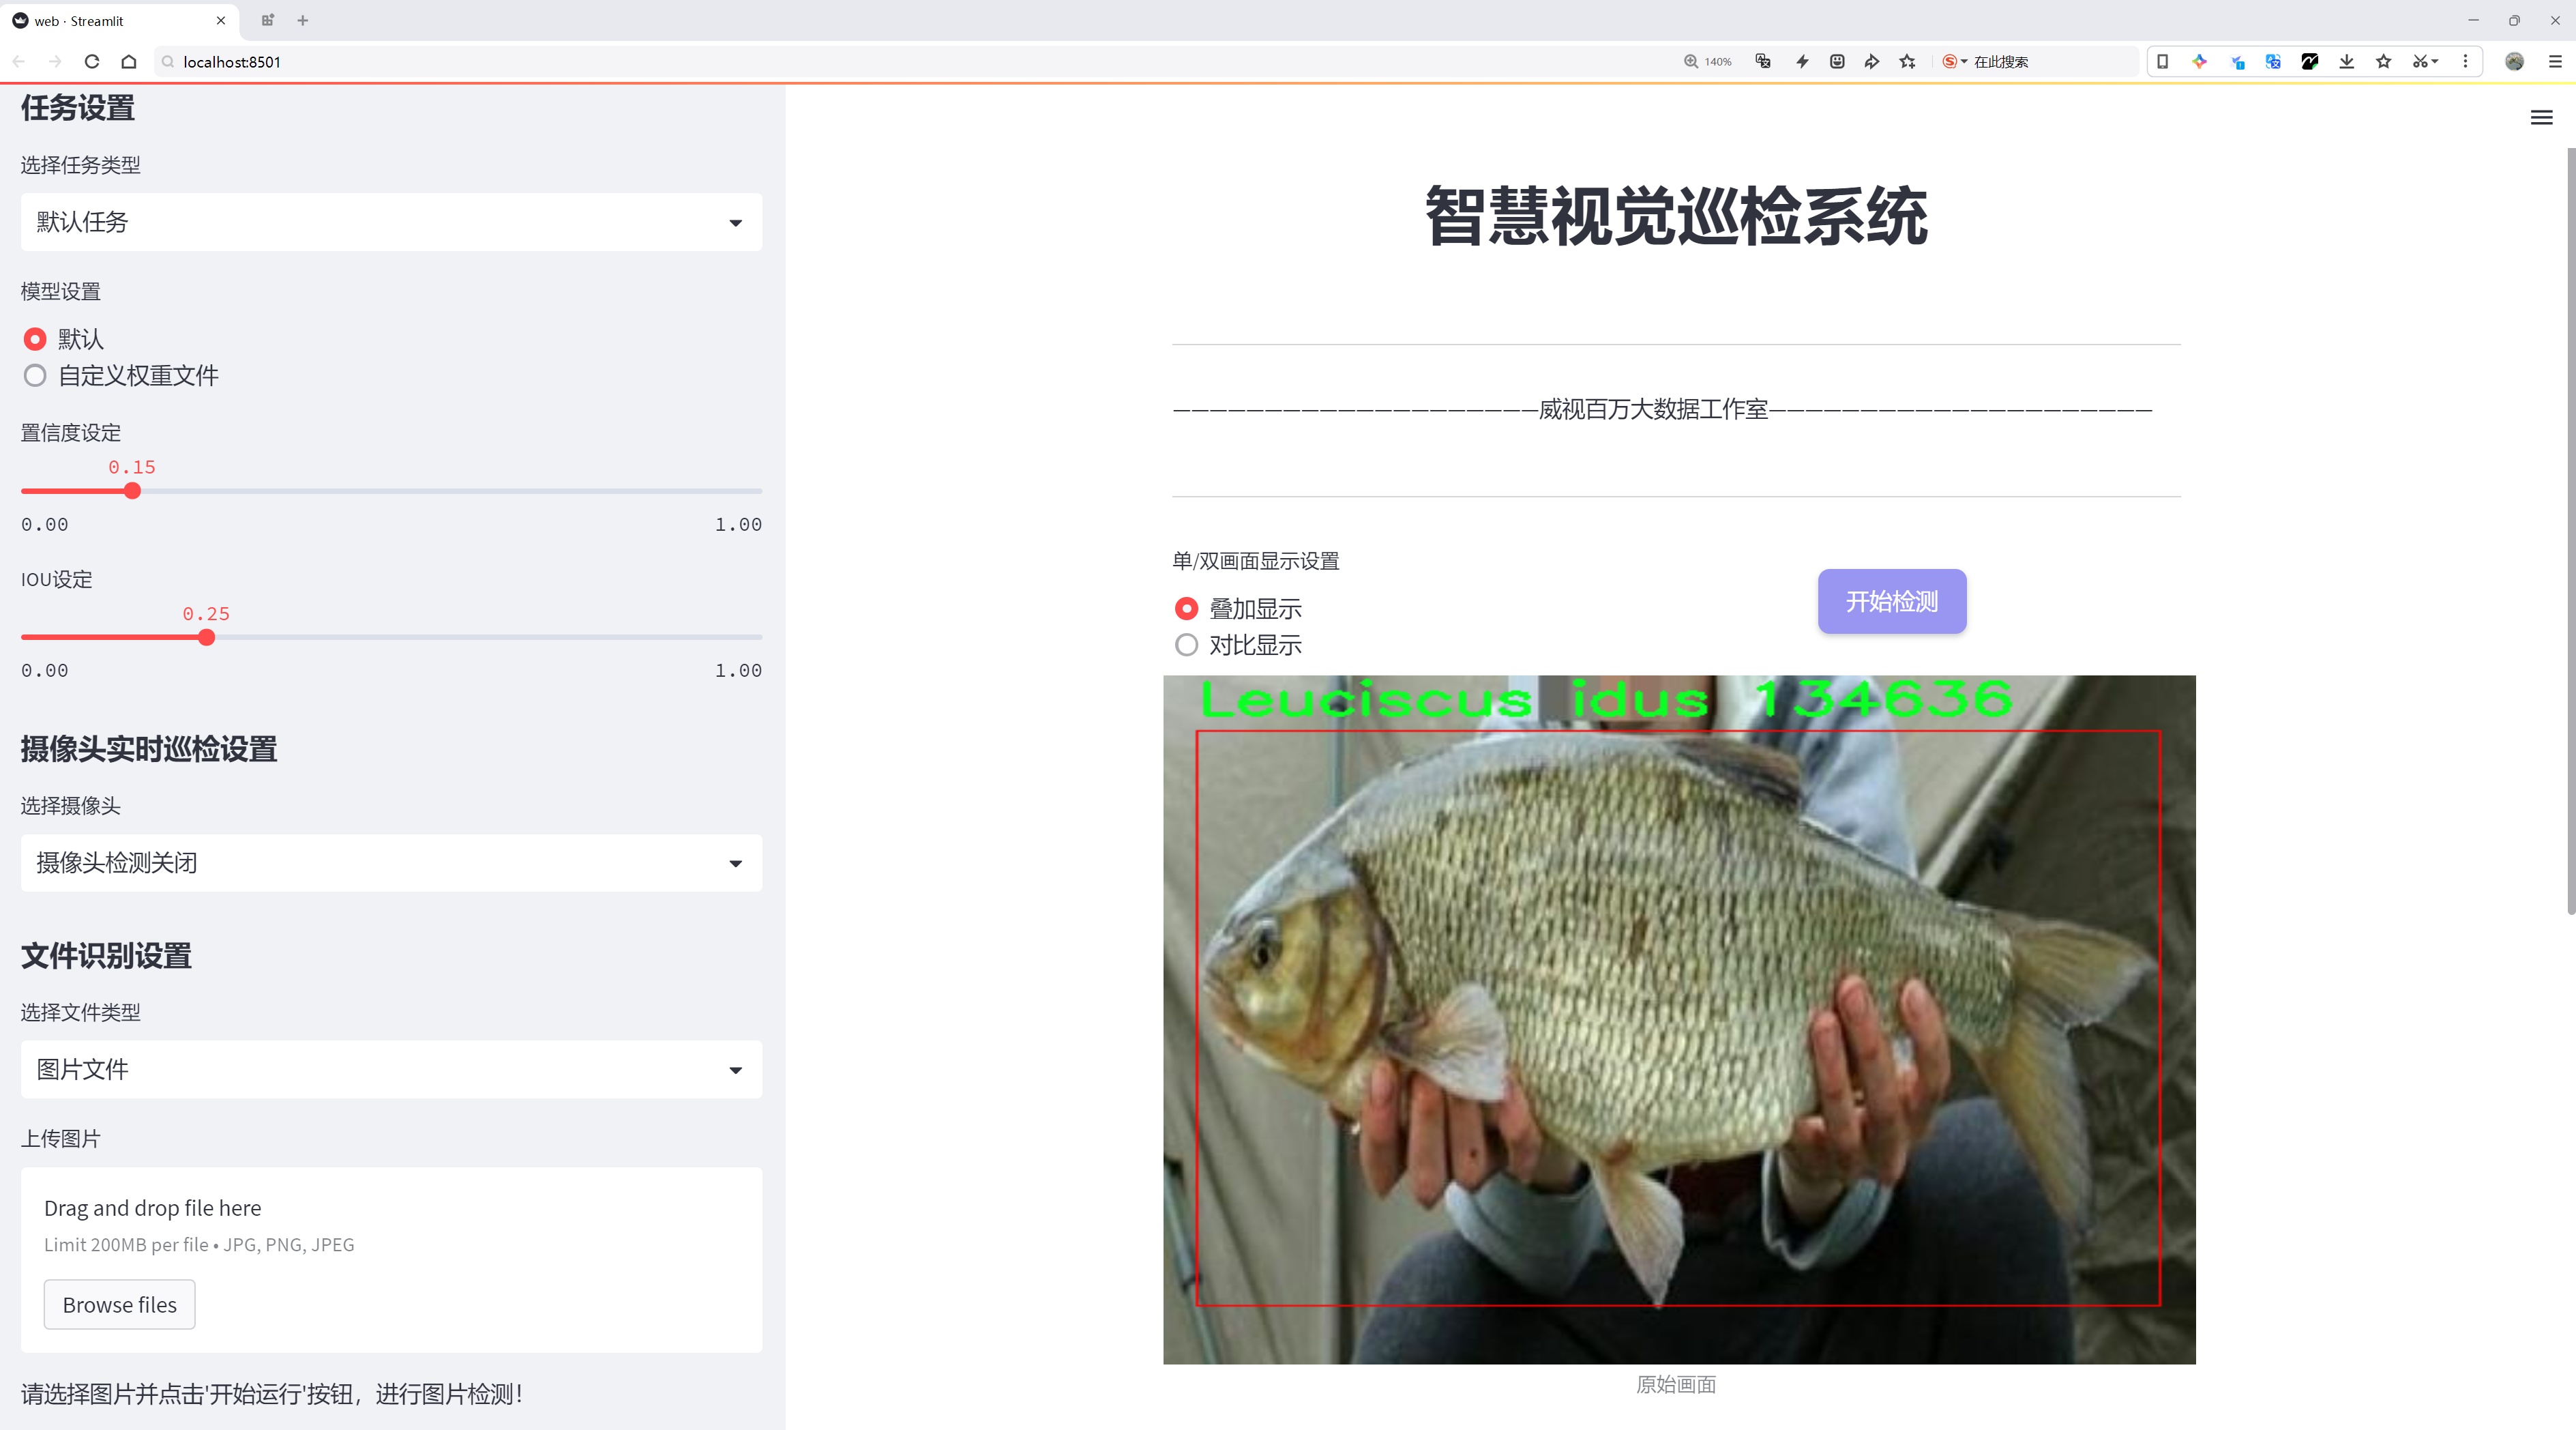 web · Streamlit
localhost:8501
140%
在此搜索
任务设置
选择任务类型
默认任务
模型设置
默认
自定义权重文件
置信度设定
0.15
0.00 1.00
IOU设定
0.25
0.00 1.00
摄像头实时巡检设置
选择摄像头
摄像头检测关闭
文件识别设置
选择文件类型
图片文件
上传图片
Drag and drop file here
Limit 200MB per file • JPG, PNG, JPEG
Browse files
请选择图片并点击'开始运行'按钮，进行图片检测！
智慧视觉巡检系统
————————————————————威视百万大数据工作室—————————————————————
单/双画面显示设置
叠加显示
对比显示
开始检测
Leuciscus idus 134636
原始画面